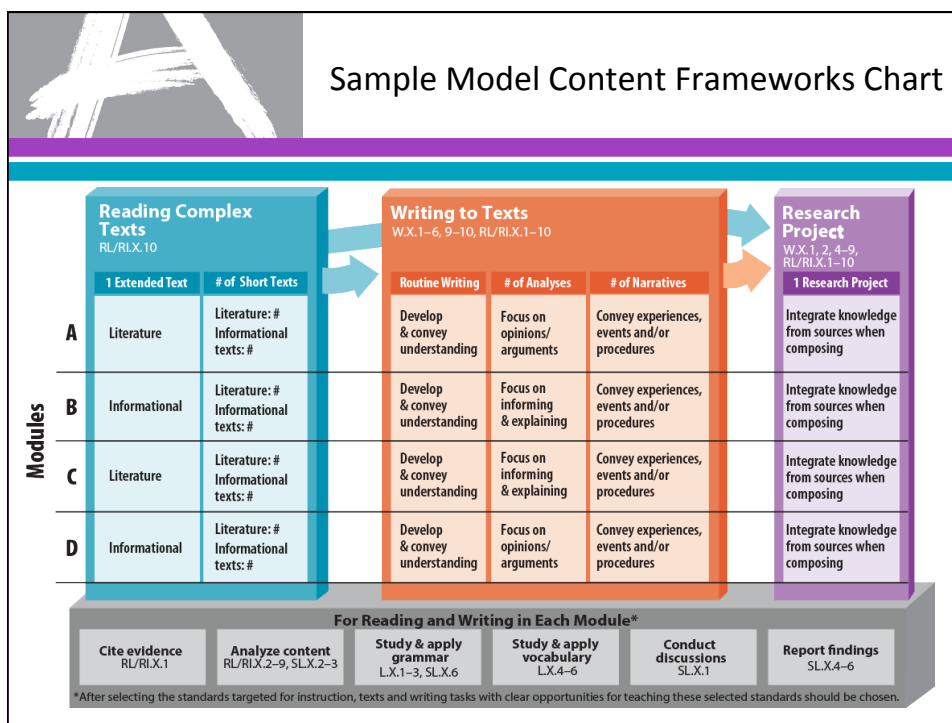 Sample Model Content Frameworks Chart
Reading Complex
Texts
RL/RI.X.10
Writing to Texts
W.X.1–6, 9–10, RL/RI.X.1–10
Research
Project
W.X.1, 2, 4–9,
RL/RI.X.1–10
1 Extended Text
# of Short Texts
Routine Writing
# of Analyses
# of Narratives
1 Research Project
Modules
A
Literature
Literature: #
Informational
texts: #
Develop
& convey
understanding
Focus on
opinions/
arguments
Convey experiences,
events and/or
procedures
Integrate knowledge
from sources when
composing
B
Informational
Literature: #
Informational
texts: #
Develop
& convey
understanding
Focus on
informing
& explaining
Convey experiences,
events and/or
procedures
Integrate knowledge
from sources when
composing
C
Literature
Literature: #
Informational
texts: #
Develop
& convey
understanding
Focus on
informing
& explaining
Convey experiences,
events and/or
procedures
Integrate knowledge
from sources when
composing
D
Informational
Literature: #
Informational
texts: #
Develop
& convey
understanding
Focus on
opinions/
arguments
Convey experiences,
events and/or
procedures
Integrate knowledge
from sources when
composing
For Reading and Writing in Each Module*
Cite evidence
RL/RI.X.1
Analyze content
RL/RI.X.2–9, SL.X.2–3
Study & apply
grammar
L.X.1–3, SL.X.6
Study & apply
vocabulary
L.X.4–6
Conduct
discussions
SL.X.1
Report findings
SL.X.4–6
*After selecting the standards targeted for instruction, texts and writing tasks with clear opportunities for teaching these selected standards should be chosen.